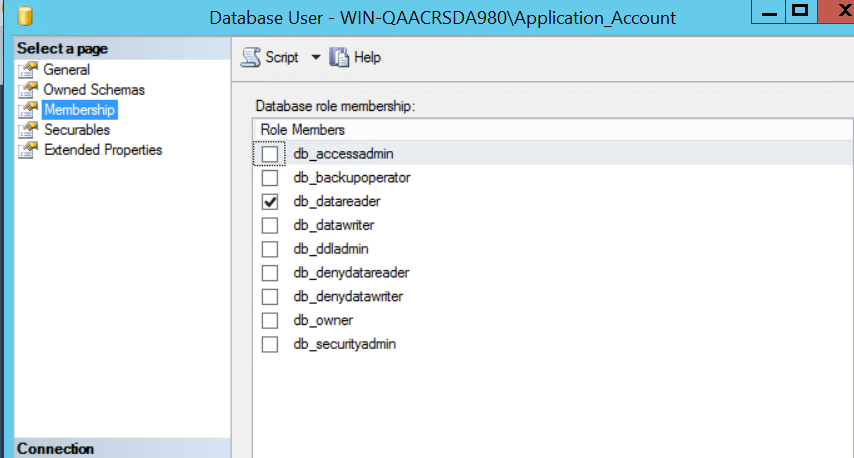 Database User - WIN-QAACRSDA980\Application_Account
Select a page
General
Owned Schemas
Membership
Securables
Extended Properties
Connection
Script Help
Database role membership:
Role Members
db_accessadmin
db_backupoperator
db_datareader
db_datawriter
db_ddladmin
db_denydatareader
db_denydatawriter
db_owner
db_securityadmin